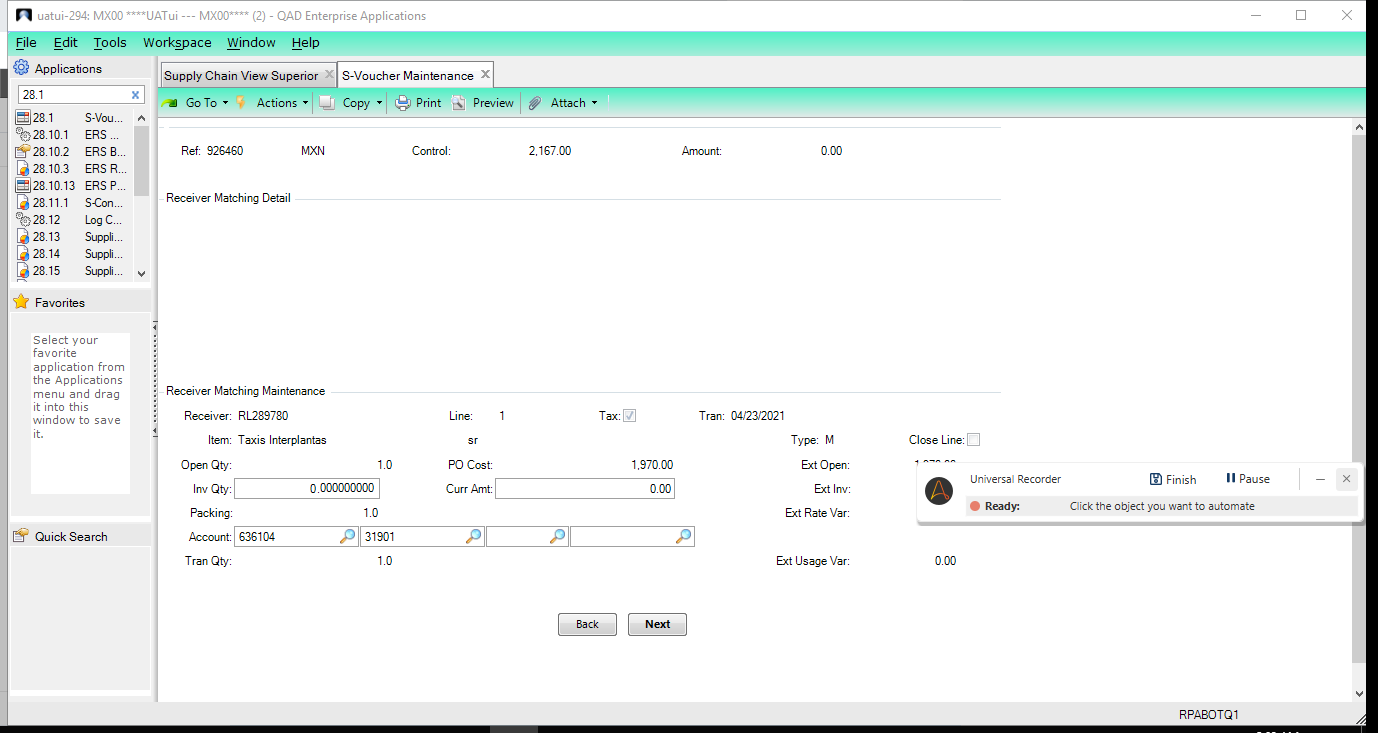 uatui-294: MX00 ****UATui --- MX00**** (2) - QAD Enterprise Applications
File Edit Tools Workspace Window Help
Applications
28.1
28.1 S-Vou...
28.10.1 ERS ...
28.10.2 ERS B...
28.10.3 ERS R...
28.10.13 ERS P...
28.11.1 S-Con...
28.12 Log C...
28.13 Suppli...
28.14 Suppli...
28.15 Suppli...
Favorites
Select your
favorite
application from
the Applications
menu and drag
it into this
window to save
it.
Quick Search
Supply Chain View Superior S-Voucher Maintenance
Go To Actions Copy Print Preview Attach
Ref: 926460 MXN Control: 2,167.00 Amount: 0.00
Receiver Matching Detail
Receiver Matching Maintenance
Receiver: RL289780 Line: 1 Tax: Tran: 04/23/2021
Item: Taxis Interplantas sr Type: M Close Line:
Open Qty: 1.0 PO Cost: 1,970.00 Ext Open:
Inv Qty: 0.000000000 Curr Amt: 0.00 Ext Inv:
Packing: 1.0 Ext Rate Var:
Account: 636104 31901
Tran Qty: 1.0 Ext Usage Var: 0.00
Back Next
Universal Recorder Finish Pause
Ready: Click the object you want to automate
RPABOTQ1